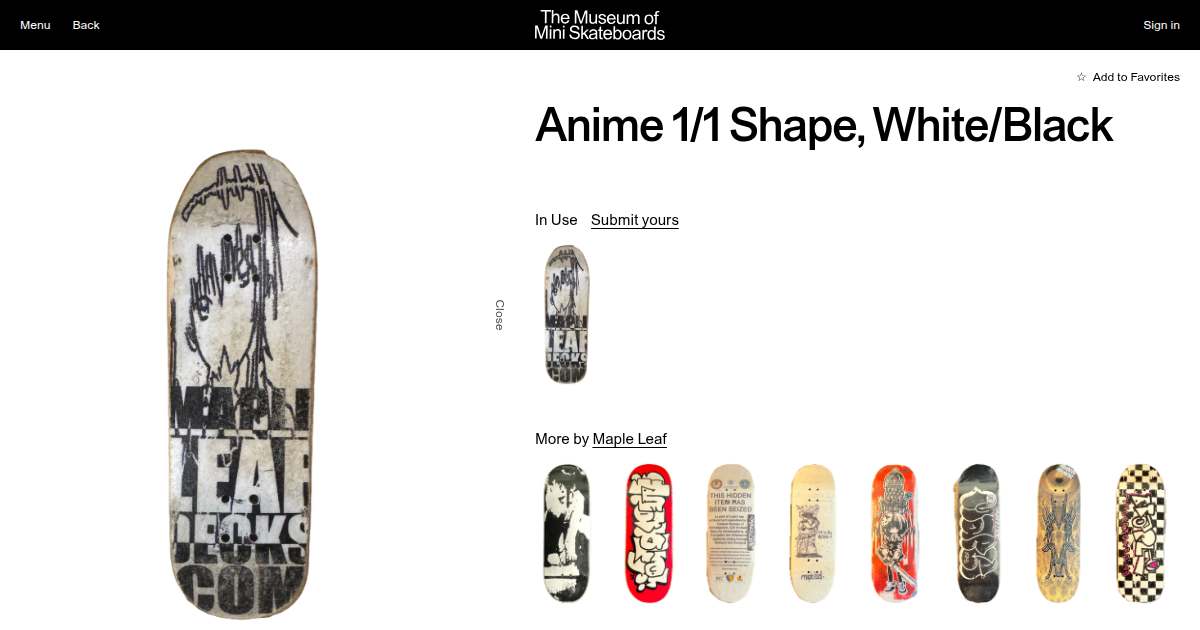 Menu
Back
The Museum of
Mini Skateboards
Sign in
☆ Add to Favorites
Anime 1/1 Shape, White/Black
In Use Submit yours
Close
MAPLE
LEAF
DECKS
COM
More by Maple Leaf
THIS HIDDEN
ITEM HAS
BEEN SEIZED